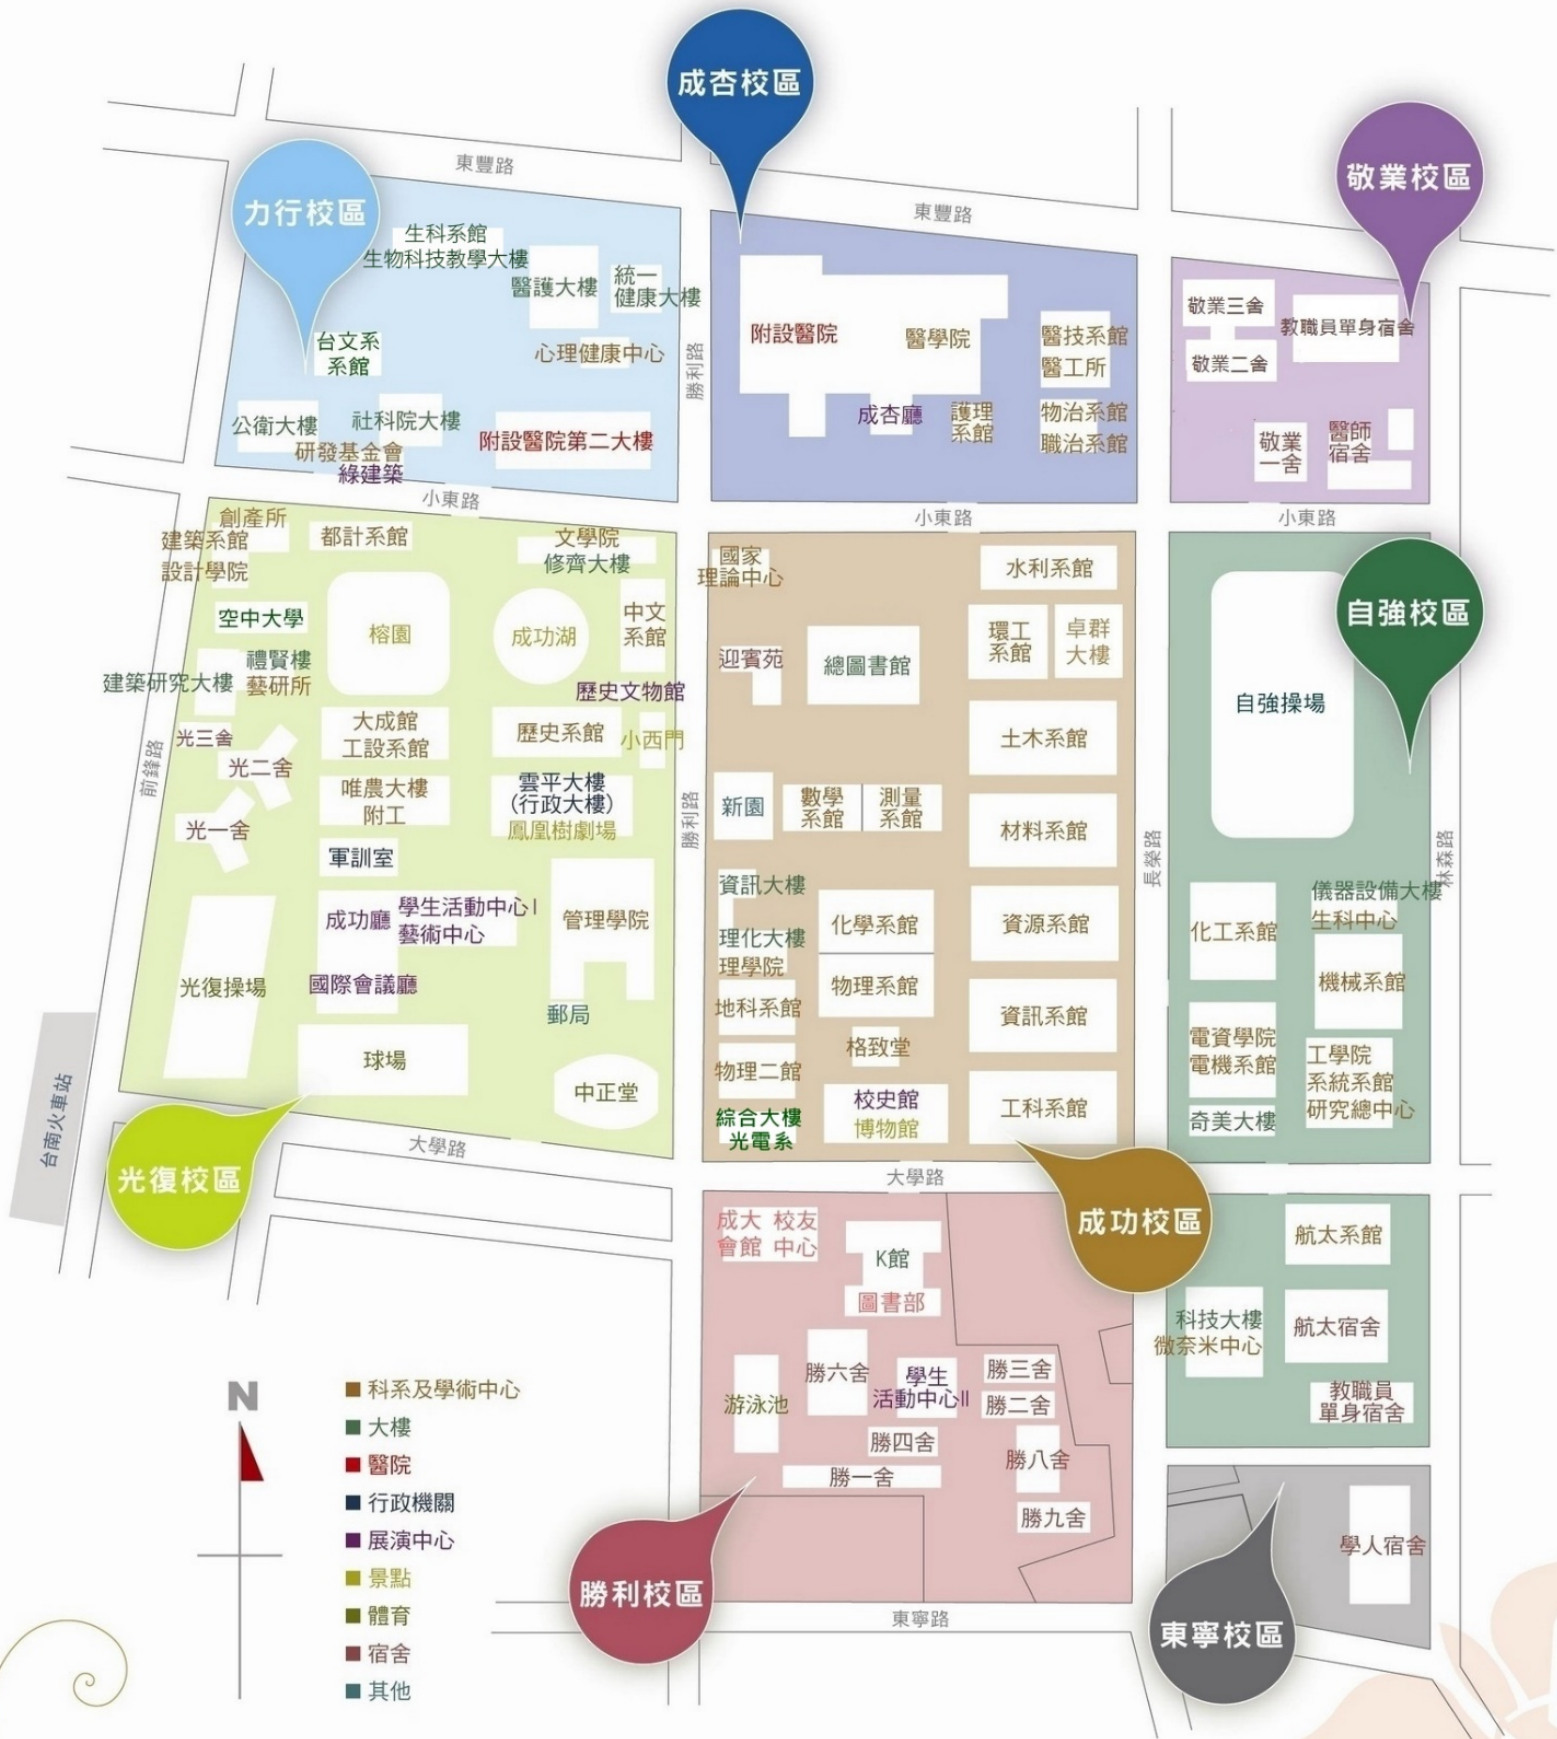 成杏校區
敬業校區
力行校區
東豐路
東豐路
生科系館
生物科技教學大樓
醫護大樓
統一
健康大樓
台文系
系館
心理健康中心
公衛大樓
社科院大樓
研發基金會
綠建築
附設醫院第二大樓
勝利路
附設醫院
醫學院
醫技系館
醫工所
成杏廳
護理
系館
物治系館
職治系館
敬業三舍
教職員單身宿舍
敬業二舍
敬業
一舍
醫師
宿舍
小東路
小東路
小東路
創產所
建築系館
設計學院
都計系館
文學院
修齊大樓
空中大學
榕園
成功湖
中文
系館
禮賢樓
建築研究大樓
藝研所
歷史文物館
光三舍
大成館
工設系館
歷史系館
小西門
前鋒路
光二舍
唯農大樓
附工
雲平大樓
(行政大樓)
鳳凰樹劇場
光一舍
軍訓室
成功廳
學生活動中心I
藝術中心
管理學院
光復操場
國際會議廳
郵局
球場
中正堂
台南火車站
光復校區
大學路
國家
理論中心
水利系館
迎賓苑
總圖書館
環工
系館
卓群
大樓
土木系館
勝利路
新園
數學
系館
測量
系館
材料系館
長榮路
資訊大樓
化學系館
資源系館
理化大樓
理學院
地科系館
物理系館
資訊系館
格致堂
物理二館
校史館
博物館
工科系館
綜合大樓
光電系
大學路
成功校區
自強校區
自強操場
林森路
儀器設備大樓
生科中心
化工系館
機械系館
電資學院
電機系館
工學院
系統系館
研究總中心
奇美大樓
航太系館
科技大樓
微奈米中心
航太宿舍
教職員
單身宿舍
成大 校友
會館 中心
K館
圖書部
勝六舍
學生
活動中心II
勝三舍
勝二舍
游泳池
勝四舍
勝八舍
勝一舍
勝九舍
勝利校區
東寧路
東寧校區
學人宿舍
N
科系及學術中心
大樓
醫院
行政機關
展演中心
景點
體育
宿舍
其他